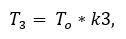 T₃ = Tₒ * k3,